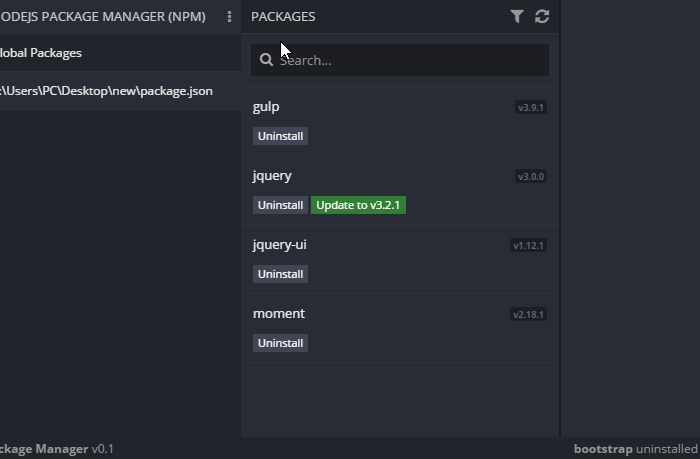 ODEJS PACKAGE MANAGER (NPM)
lobal Packages
:\Users\PC\Desktop\new\package.json
PACKAGES
Search...
gulp
v3.9.1
Uninstall
jquery
v3.0.0
Uninstall
Update to v3.2.1
jquery-ui
v1.12.1
Uninstall
moment
v2.18.1
Uninstall
ckage Manager v0.1
bootstrap uninstalled